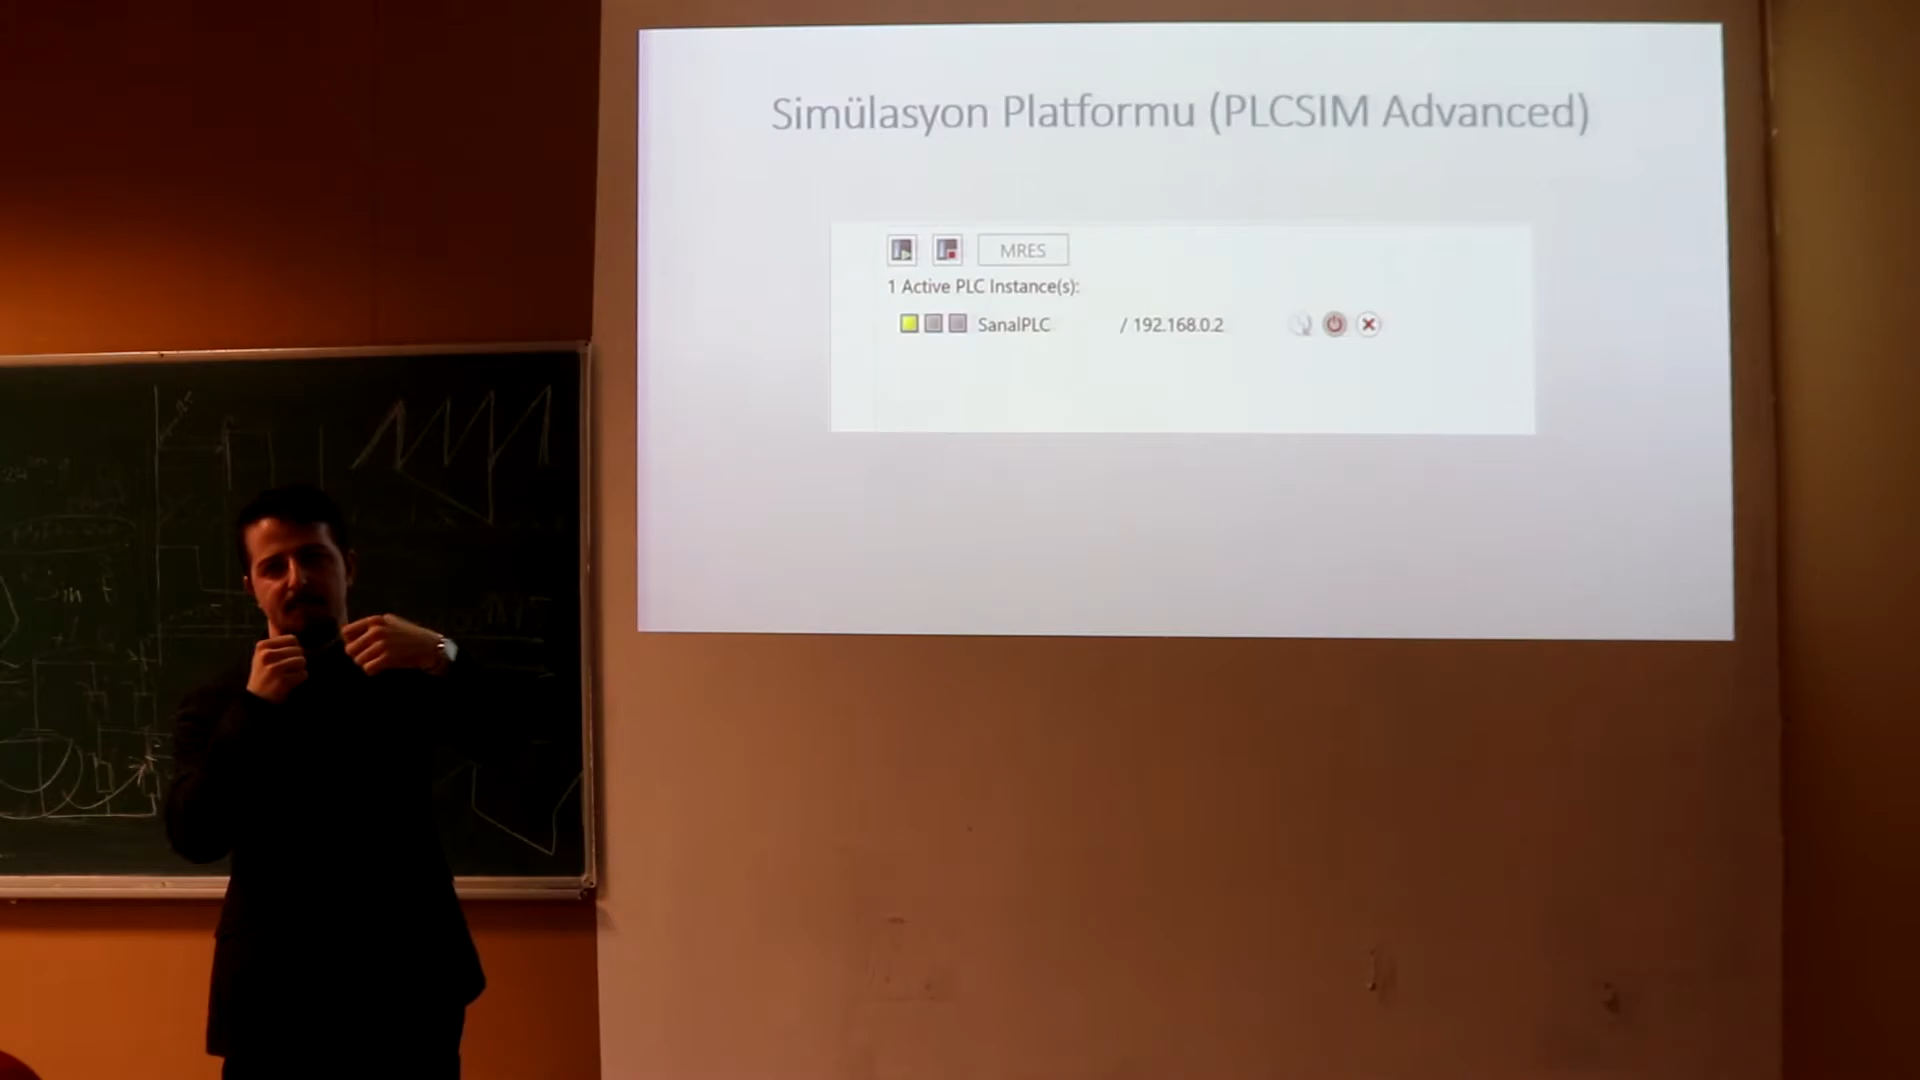 Simülasyon Platformu (PLCSIM Advanced)
MRES
1 Active PLC Instance(s):
SanalPLC / 192.168.0.2